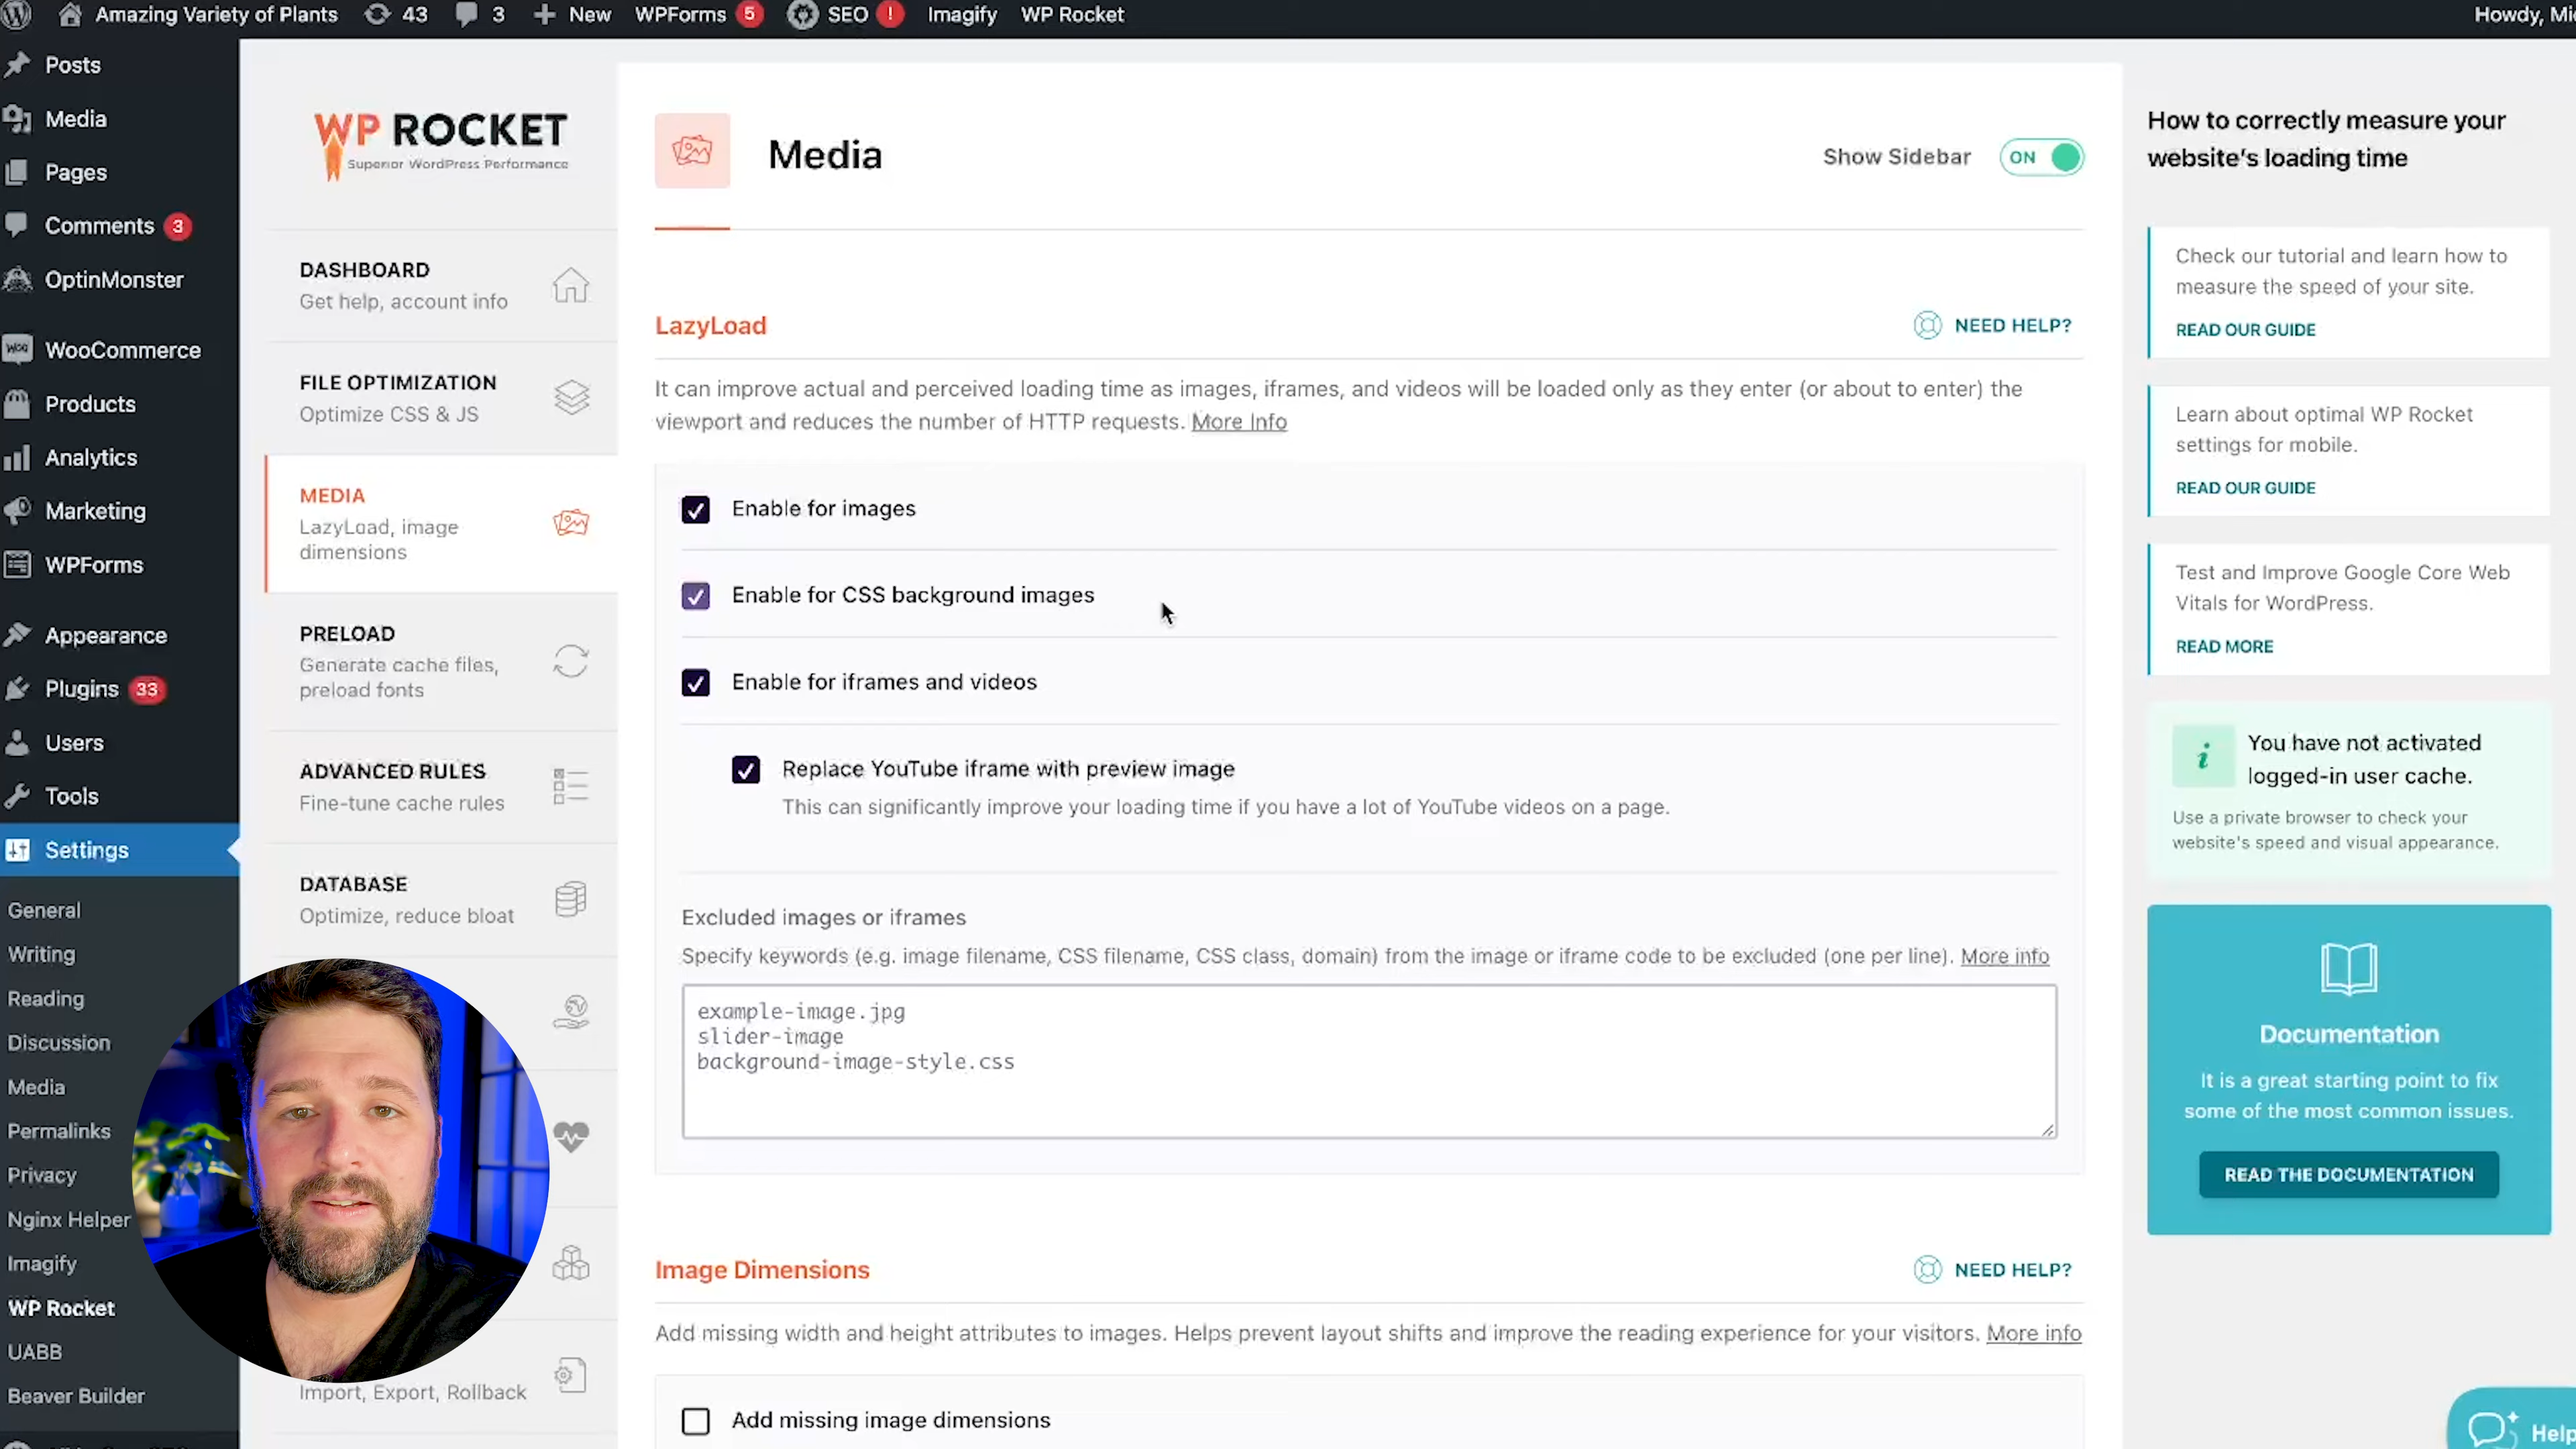 Amazing Variety of Plants 43 3 New WPForms 5 SEO ! Imagify WP Rocket
Howdy, Mi
Posts
Media
Pages
Comments 3
OptinMonster
Woo WooCommerce
Products
Analytics
Marketing
WPForms
Appearance
Plugins 33
Users
Tools
Settings
General
Writing
Reading
Discussion
Media
Permalinks
Privacy
Nginx Helper
Imagify
WP Rocket
UABB
Beaver Builder
WP ROCKET
Superior WordPress Performance
DASHBOARD
Get help, account info
FILE OPTIMIZATION
Optimize CSS & JS
MEDIA
LazyLoad, image
dimensions
PRELOAD
Generate cache files,
preload fonts
ADVANCED RULES
Fine-tune cache rules
DATABASE
Optimize, reduce bloat
Import, Export, Rollback
Media
Show Sidebar ON
LazyLoad
NEED HELP?
It can improve actual and perceived loading time as images, iframes, and videos will be loaded only as they enter (or about to enter) the
viewport and reduces the number of HTTP requests. More Info
Enable for images
Enable for CSS background images
Enable for iframes and videos
Replace YouTube iframe with preview image
This can significantly improve your loading time if you have a lot of YouTube videos on a page.
Excluded images or iframes
Specify keywords (e.g. image filename, CSS filename, CSS class, domain) from the image or iframe code to be excluded (one per line). More info
example-image.jpg
slider-image
background-image-style.css
Image Dimensions
NEED HELP?
Add missing width and height attributes to images. Helps prevent layout shifts and improve the reading experience for your visitors. More info
Add missing image dimensions
How to correctly measure your
website's loading time
Check our tutorial and learn how to
measure the speed of your site.
READ OUR GUIDE
Learn about optimal WP Rocket
settings for mobile.
READ OUR GUIDE
Test and Improve Google Core Web
Vitals for WordPress.
READ MORE
You have not activated
logged-in user cache.
Use a private browser to check your
website's speed and visual appearance.
Documentation
It is a great starting point to fix
some of the most common issues.
READ THE DOCUMENTATION
Help